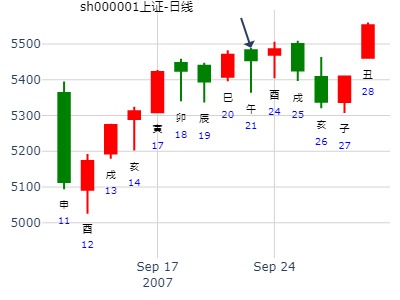 sh000001上证-日线
5500
5400
5300
5200
5100
5000
申
11
酉
12
戌
13
亥
14
寅
17
卯
18
辰
19
巳
20
午
21
酉
24
戌
25
亥
26
子
27
丑
28
Sep 17
2007
Sep 24